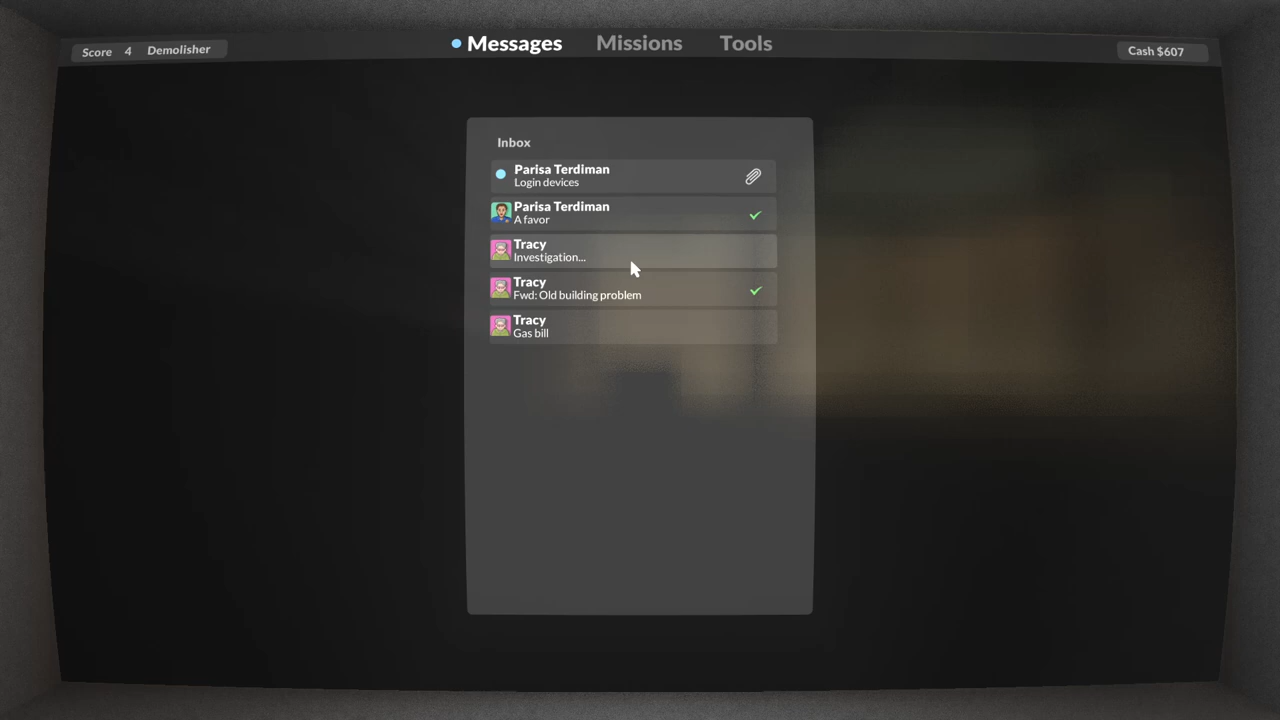 Score 4 Demolisher
Messages Missions Tools
Cash $607
Inbox
Parisa Terdiman
Login devices
Parisa Terdiman
A favor
Tracy
Investigation...
Tracy
Fwd: Old building problem
Tracy
Gas bill